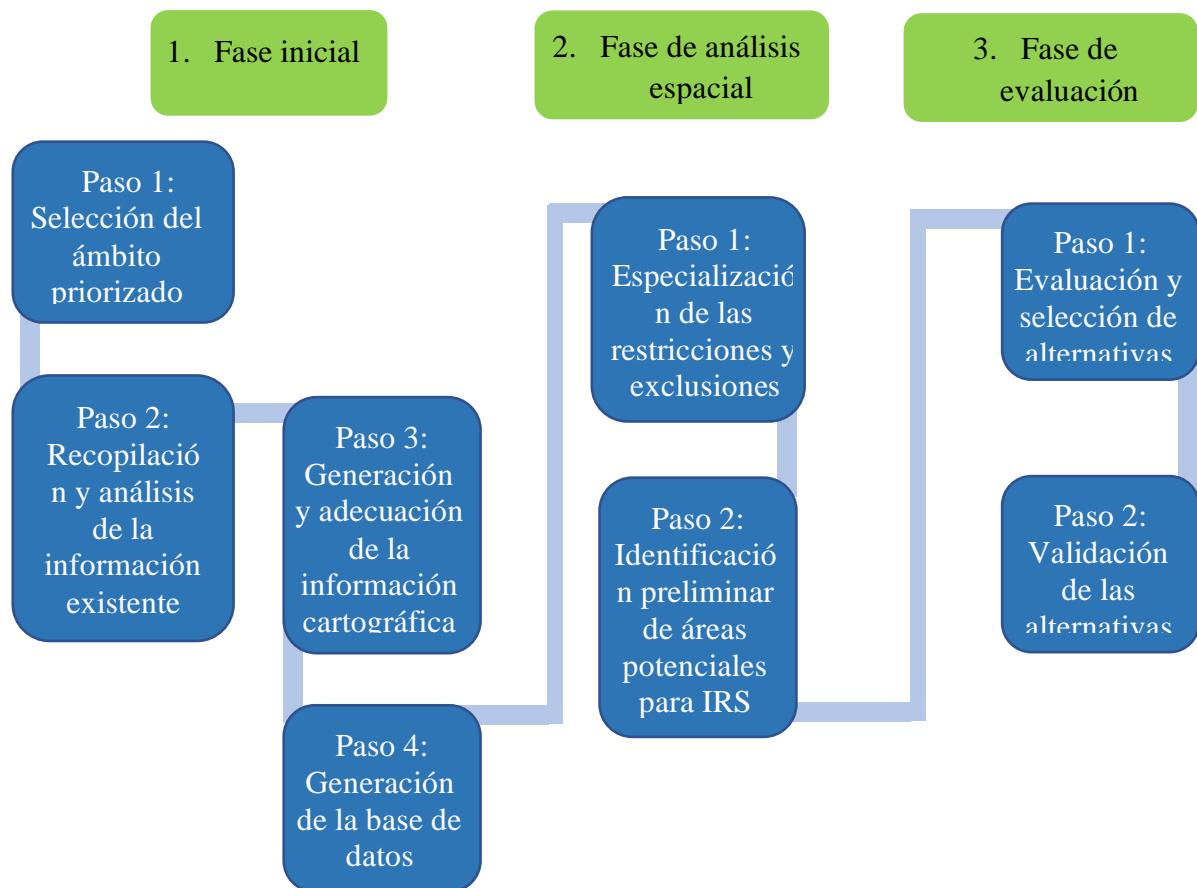 1. Fase inicial
2. Fase de análisis
espacial
3. Fase de
evaluación
Paso 1:
Selección del
ámbito
priorizado
Paso 2:
Recopilació
n y análisis
de la
información
existente
Paso 3:
Generación
y adecuación
de la
información
cartográfica
Paso 4:
Generación
de la base de
datos
Paso 1:
Especializació
n de las
restricciones y
exclusiones
Paso 2:
Identificació
n preliminar
de áreas
potenciales
para IRS
Paso 1:
Evaluación y
selección de
alternativas
Paso 2:
Validación
de las
alternativas